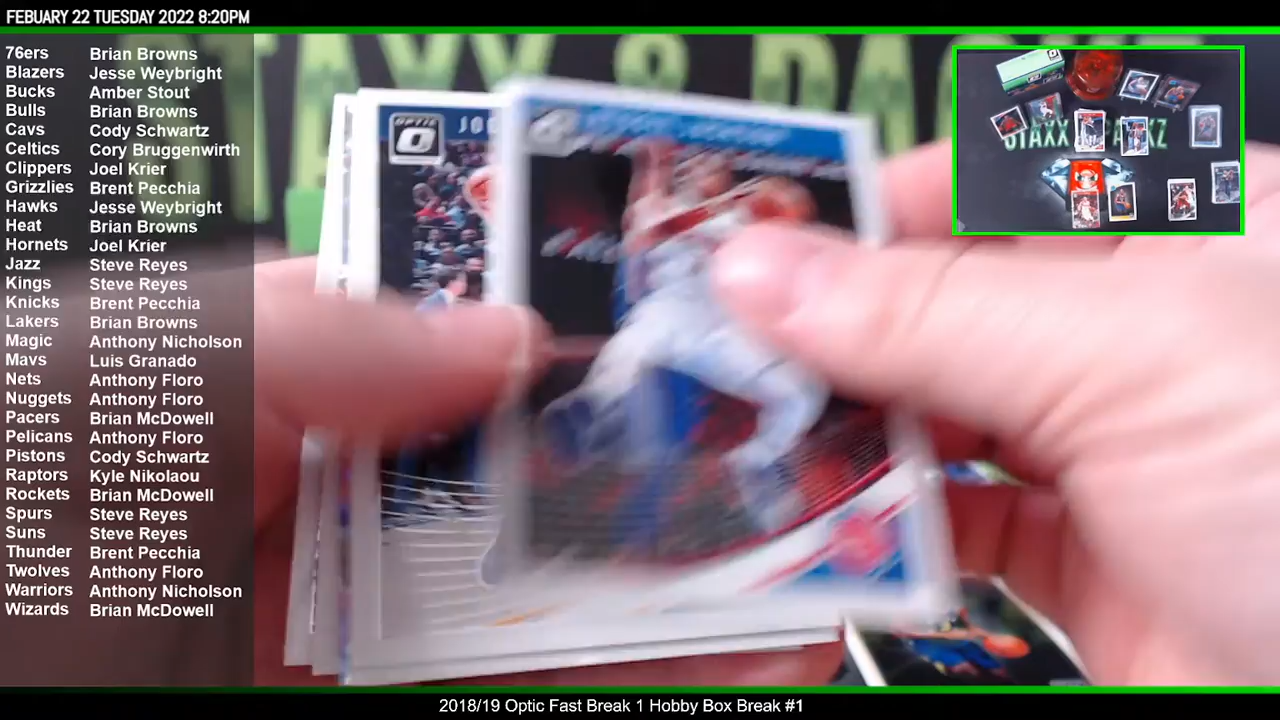 FEBUARY 22 TUESDAY 2022 8:20PM
76ers Brian Browns
Blazers Jesse Weybright
Bucks Amber Stout
Bulls Brian Browns
Cavs Cody Schwartz
Celtics Cory Bruggenwirth
Clippers Joel Krier
Grizzlies Brent Pecchia
Hawks Jesse Weybright
Heat Brian Browns
Hornets Joel Krier
Jazz Steve Reyes
Kings Steve Reyes
Knicks Brent Pecchia
Lakers Brian Browns
Magic Anthony Nicholson
Mavs Luis Granado
Nets Anthony Floro
Nuggets Anthony Floro
Pacers Brian McDowell
Pelicans Anthony Floro
Pistons Cody Schwartz
Raptors Kyle Nikolaou
Rockets Brian McDowell
Spurs Steve Reyes
Suns Steve Reyes
Thunder Brent Pecchia
Twolves Anthony Floro
Warriors Anthony Nicholson
Wizards Brian McDowell
STAXX & PA
OPTIC
STAXX PARKZ
2018/19 Optic Fast Break 1 Hobby Box Break #1